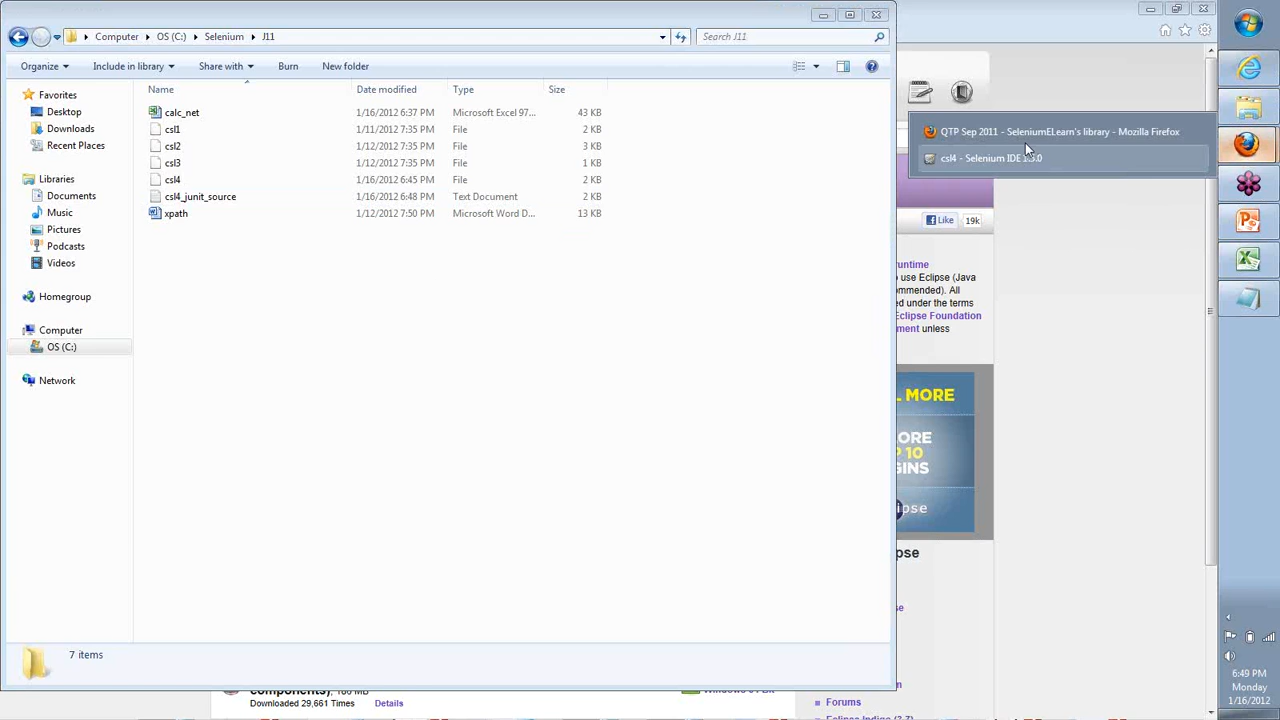 Computer
OS (C:)
Selenium
J11
Search J11
Organize
Include in library
Share with
Burn
New folder
Name
Date modified
Type
Size
Favorites
Desktop
Downloads
Recent Places
Libraries
Documents
Music
Pictures
Podcasts
Videos
Homegroup
Computer
OS (C:)
Network
calc_net 1/16/2012 6:37 PM Microsoft Excel 97... 43 KB
csl1 1/11/2012 7:35 PM File 2 KB
csl2 1/12/2012 7:35 PM File 3 KB
csl3 1/12/2012 7:35 PM File 1 KB
csl4 1/16/2012 6:45 PM File 2 KB
csl4_junit_source 1/16/2012 6:48 PM Text Document 2 KB
xpath 1/12/2012 7:50 PM Microsoft Word D... 13 KB
7 items
QTP Sep 2011 - SeleniumELearn's library - Mozilla Firefox
csl4 - Selenium IDE
Like 19k
runtime
o use Eclipse (Java
ommended). All
ed under the terms
Eclipse Foundation
ment unless
MORE
ORE
P 10
GINS
ipse
pse
se
Downloaded 29,661 Times
Details
Forums
6:49 PM
Monday
1/16/2012